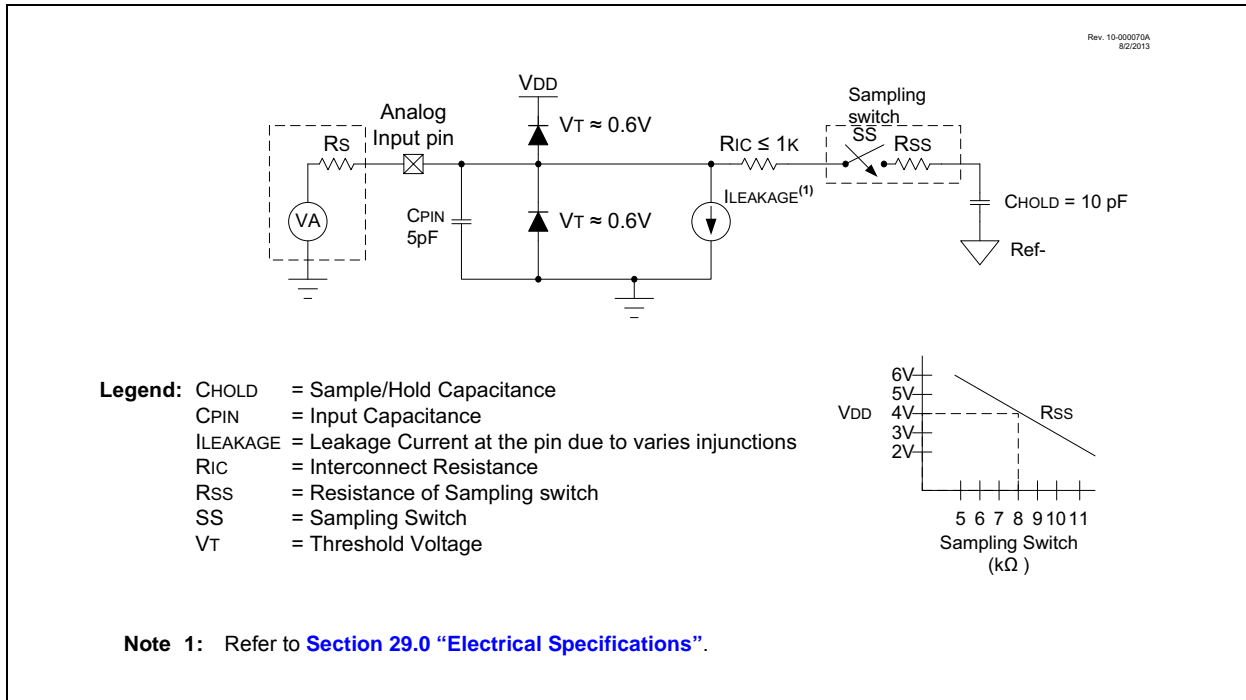 Rev. 10-000070A
8/2/2013
VDD
Analog
Input pin
VT ≈ 0.6V
Sampling
switch
SS
RSS
RS
RIC ≤ 1K
ILEAKAGE(1)
CHOLD = 10 pF
VA
CPIN
5pF
VT ≈ 0.6V
Ref-
Legend: CHOLD = Sample/Hold Capacitance
CPIN = Input Capacitance
ILEAKAGE = Leakage Current at the pin due to varies injunctions
RIC = Interconnect Resistance
RSS = Resistance of Sampling switch
SS = Sampling Switch
VT = Threshold Voltage
6V
5V
VDD 4V
3V
2V
RSS
5 6 7 8 9 10 11
Sampling Switch
(kΩ )
Note 1: Refer to Section 29.0 “Electrical Specifications”.